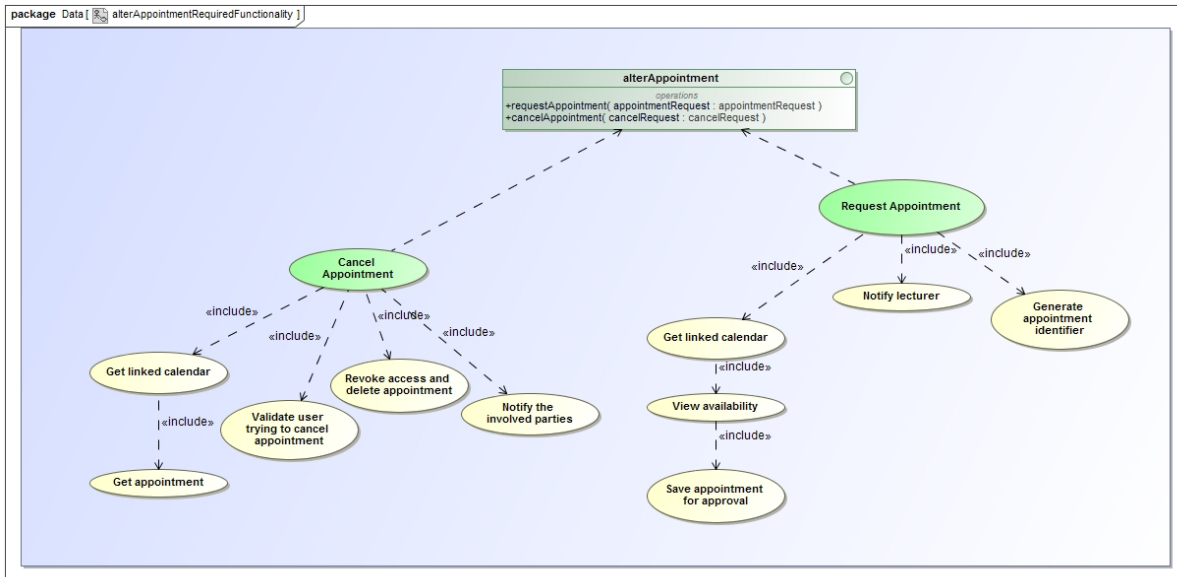 package Data [ alterAppointmentRequiredFunctionality ]
alterAppointment
operations
+requestAppointment( appointmentRequest : appointmentRequest )
+cancelAppointment( cancelRequest : cancelRequest )
Request Appointment
Cancel
Appointment
«include»
«include»
«include»
«include»
«include»
«include»
«include»
Notify lecturer
Generate
appointment
identifier
Get linked calendar
Get linked calendar
Revoke access and
delete appointment
Validate user
trying to cancel
appointment
Notify the
involved parties
«include»
Get appointment
«include»
View availability
«include»
Save appointment
for approval